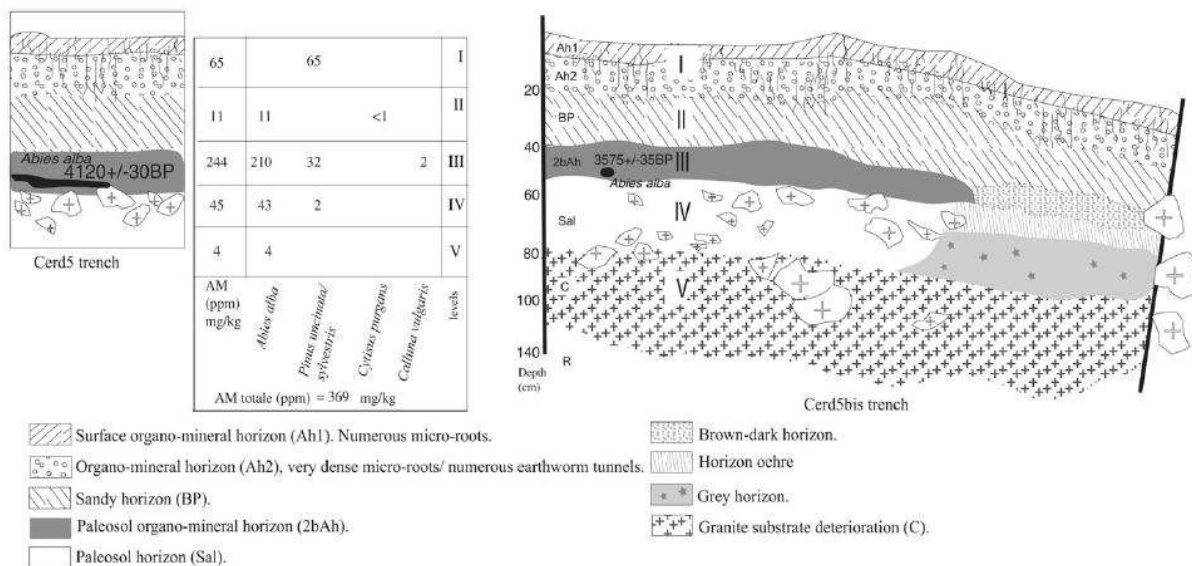 Abies alba
4120+/-30BP
Cerd5 trench
65 65 I
11 11 <1 II
244 210 32 2 III
45 43 2 IV
4 4 V
AM
(ppm)
mg/kg
Abies alba
Pinus uncinata/
sylvestris
Cytisus purgans
Calluna vulgaris
levels
AM totale (ppm) = 369 mg/kg
Ah1
I
Ah2
20
BP
II
40
2bAh
3575+/-35BP
III
Abies alba
60
IV
Sal
80
C
V
100
120
140
R
Depth
(cm)
Cerd5bis trench
Surface organo-mineral horizon (Ah1). Numerous micro-roots.
Organo-mineral horizon (Ah2), very dense micro-roots/ numerous earthworm tunnels.
Sandy horizon (BP).
Paleosol organo-mineral horizon (2bAh).
Paleosol horizon (Sal).
Brown-dark horizon.
Horizon ochre
Grey horizon.
Granite substrate deterioration (C).